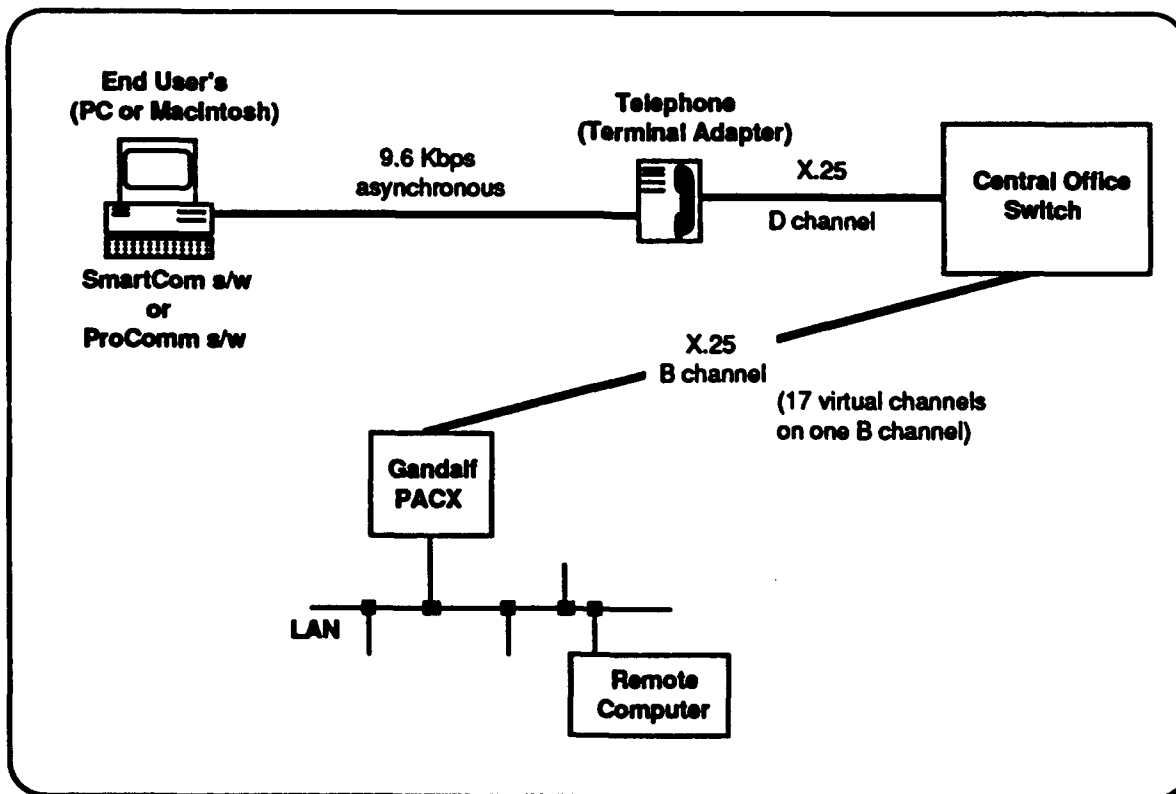 End User's
(PC or Macintosh)
SmartCom s/w
or
ProComm s/w
9.6 Kbps
asynchronous
Telephone
(Terminal Adapter)
X.25
D channel
Central Office
Switch
X.25
B channel
(17 virtual channels
on one B channel)
Gandalf
PACX
LAN
Remote
Computer